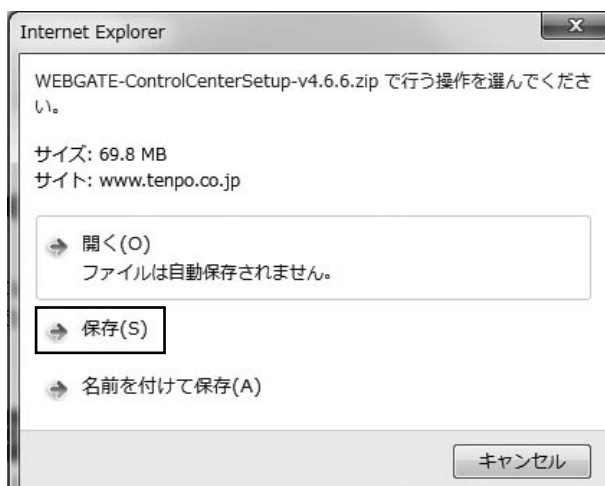 Internet Explorer
WEBGATE-ControlCenterSetup-v4.6.6.zip で行う操作を選んでくださ
い。
サイズ: 69.8 MB
サイト: www.tenpo.co.jp
開く(O)
ファイルは自動保存されません。
保存(S)
名前を付けて保存(A)
キャンセル